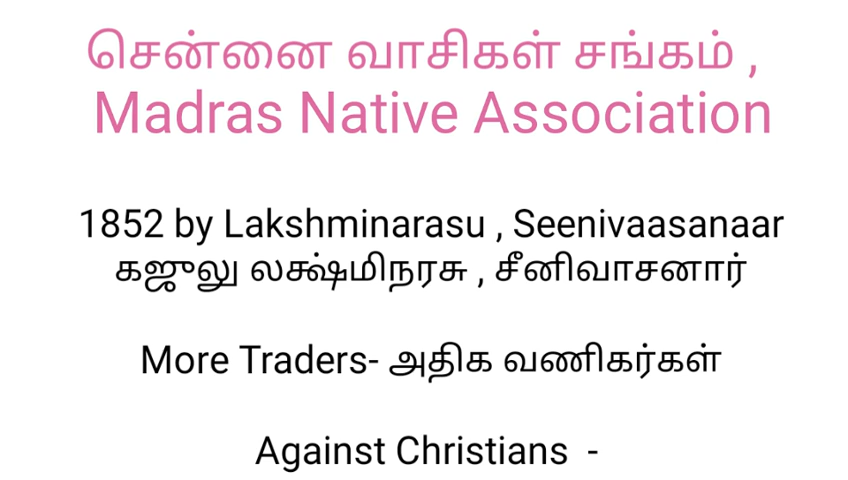 சென்னை வாசிகள் சங்கம் ,
Madras Native Association
1852 by Lakshminarasu , Seenivaasanaar
கஜுலு லக்ஷ்மிநரசு , சீனிவாசனார்
More Traders- அதிக வணிகர்கள்
Against Christians -